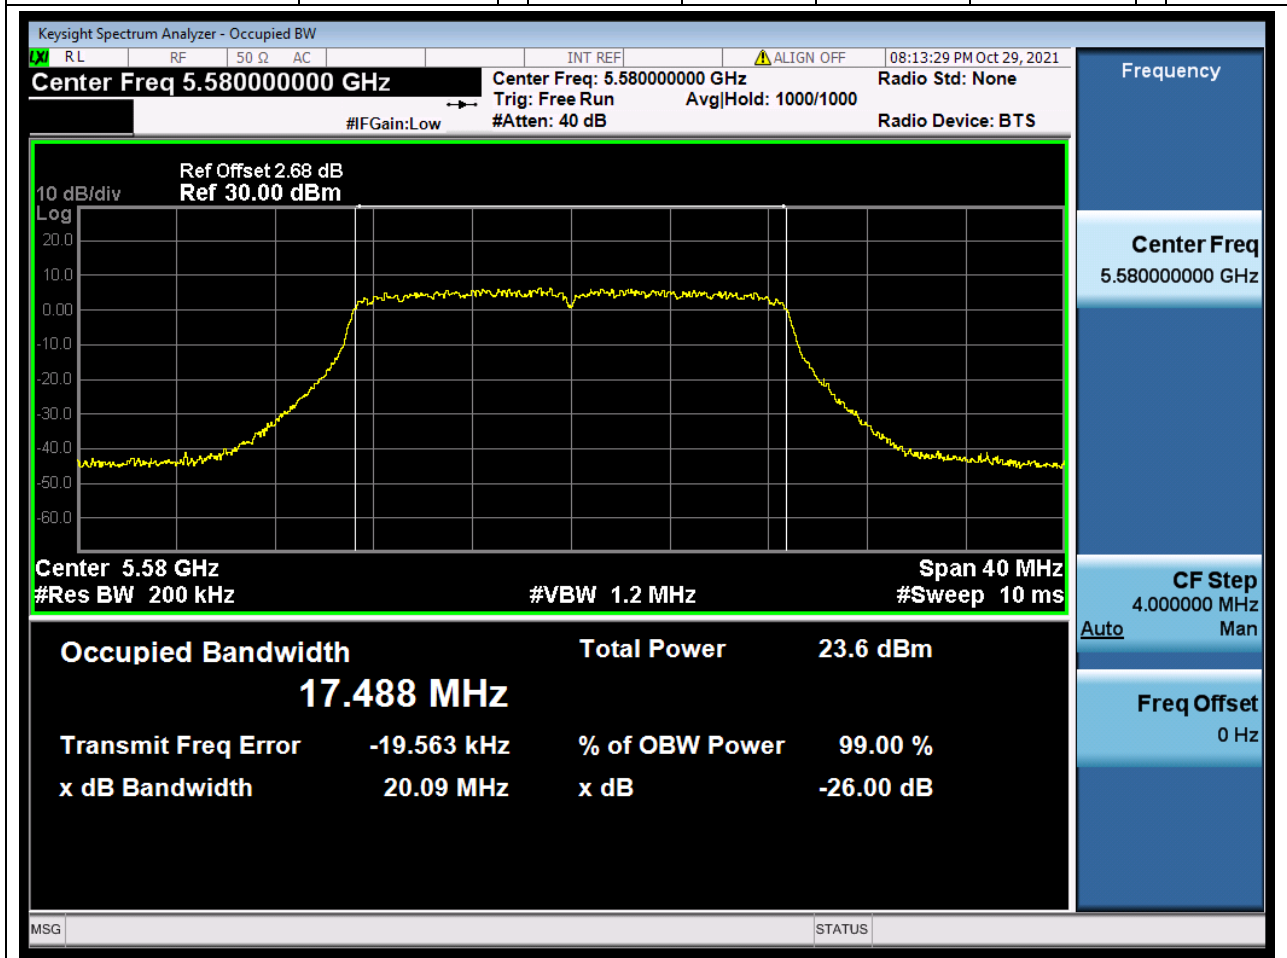 Keysight Spectrum Analyzer - Occupied BW
LXI RL RF 50 Ω AC INT REF ALIGN OFF 08:13:29 PM Oct 29, 2021
Center Freq 5.580000000 GHz
Center Freq: 5.580000000 GHz Radio Std: None
Trig: Free Run Avg|Hold: 1000/1000
#IFGain:Low #Atten: 40 dB Radio Device: BTS
Ref Offset 2.68 dB
10 dB/div Ref 30.00 dBm
Log
20.0
10.0
0.00
-10.0
-20.0
-30.0
-40.0
-50.0
-60.0
Center 5.58 GHz Span 40 MHz
#Res BW 200 kHz #VBW 1.2 MHz #Sweep 10 ms
Occupied Bandwidth Total Power 23.6 dBm
17.488 MHz
Transmit Freq Error -19.563 kHz % of OBW Power 99.00 %
x dB Bandwidth 20.09 MHz x dB -26.00 dB
MSG STATUS
Frequency
Center Freq
5.580000000 GHz
CF Step
4.000000 MHz
Auto Man
Freq Offset
0 Hz